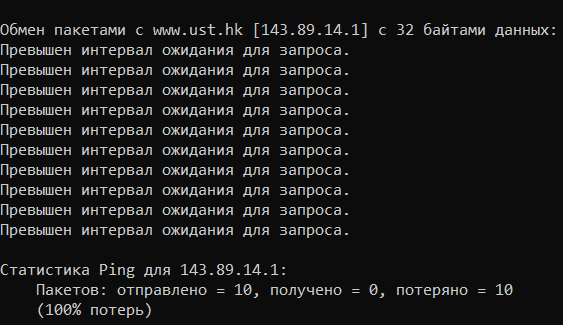 Обмен пакетами с www.ust.hk [143.89.14.1] с 32 байтами данных:
Превышен интервал ожидания для запроса.
Превышен интервал ожидания для запроса.
Превышен интервал ожидания для запроса.
Превышен интервал ожидания для запроса.
Превышен интервал ожидания для запроса.
Превышен интервал ожидания для запроса.
Превышен интервал ожидания для запроса.
Превышен интервал ожидания для запроса.
Превышен интервал ожидания для запроса.
Превышен интервал ожидания для запроса.
Статистика Ping для 143.89.14.1:
Пакетов: отправлено = 10, получено = 0, потеряно = 10
(100% потерь)